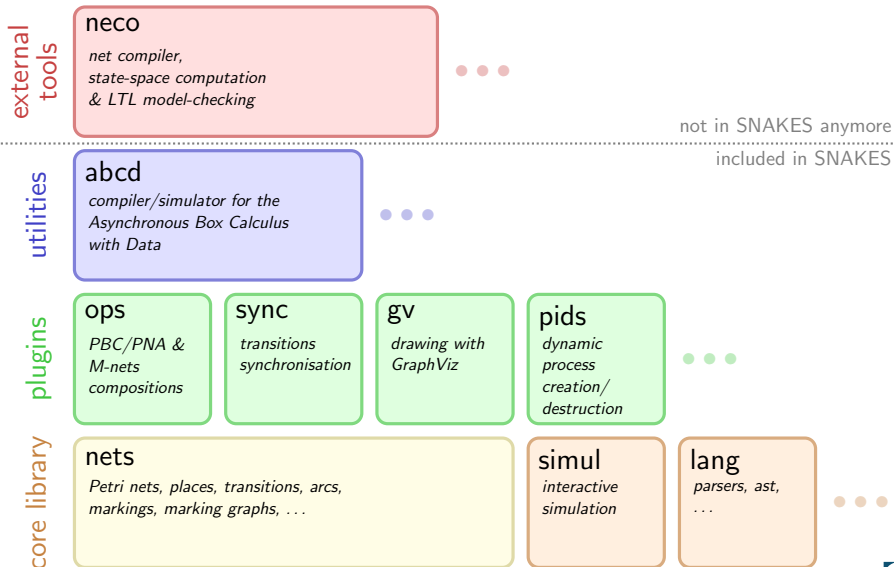 external
tools
neco
net compiler,
state-space computation
& LTL model-checking
not in SNAKES anymore
included in SNAKES
utilities
abcd
compiler/simulator for the
Asynchronous Box Calculus
with Data
plugins
ops
PBC/PNA &
M-nets
compositions
sync
transitions
synchronisation
gv
drawing with
GraphViz
pids
dynamic
process
creation/
destruction
core library
nets
Petri nets, places, transitions, arcs,
markings, marking graphs, ...
simul
interactive
simulation
lang
parsers, ast,
...